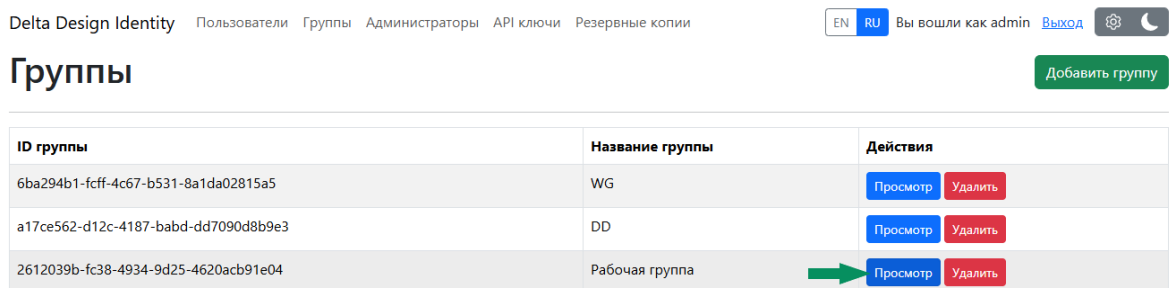 Delta Design Identity Пользователи Группы Администраторы API ключи Резервные копии EN RU Вы вошли как admin Выход
Группы Добавить группу
ID группы Название группы Действия
6ba294b1-fcff-4c67-b531-8a1da02815a5 WG Просмотр Удалить
a17ce562-d12c-4187-babd-dd7090d8b9e3 DD Просмотр Удалить
2612039b-fc38-4934-9d25-4620acb91e04 Рабочая группа Просмотр Удалить